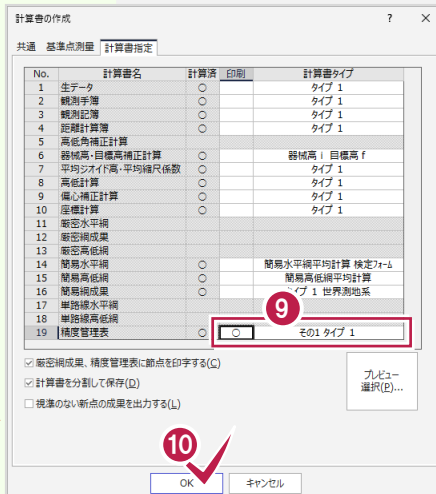 計算書の作成 ? ×
共通 基準点測量 計算書指定
No. 計算書名 計算済 印刷 計算書タイプ
1 生データ ○ タイプ 1
2 観測手簿 ○ タイプ 1
3 観測記簿 ○ タイプ 1
4 距離計算簿 ○ タイプ 1
5 高低角補正計算
6 器械高・目標高補正計算 ○ 器械高 i 目標高 f
7 平均ジオイド高・平均縮尺係数 ○ タイプ 1
8 高低計算 ○ タイプ 1
9 偏心補正計算 ○ タイプ 1
10 座標計算 ○ タイプ 1
11 厳密水平網
12 厳密網成果
13 厳密高低網
14 簡易水平網 ○ 簡易水平網平均計算 検定フォーム
15 簡易高低網 ○ 簡易高低網平均計算
16 簡易網成果 ○ タイプ 1 世界測地系
17 単路線水平網
18 単路線高低網
19 精度管理表 ○ ○ その1 タイプ 1
9
厳密網成果、精度管理表に節点を印字する(C)
計算書を分割して保存(D)
視準のない新点の成果を出力する(L)
プレビュー
選択(P)...
10
OK キャンセル